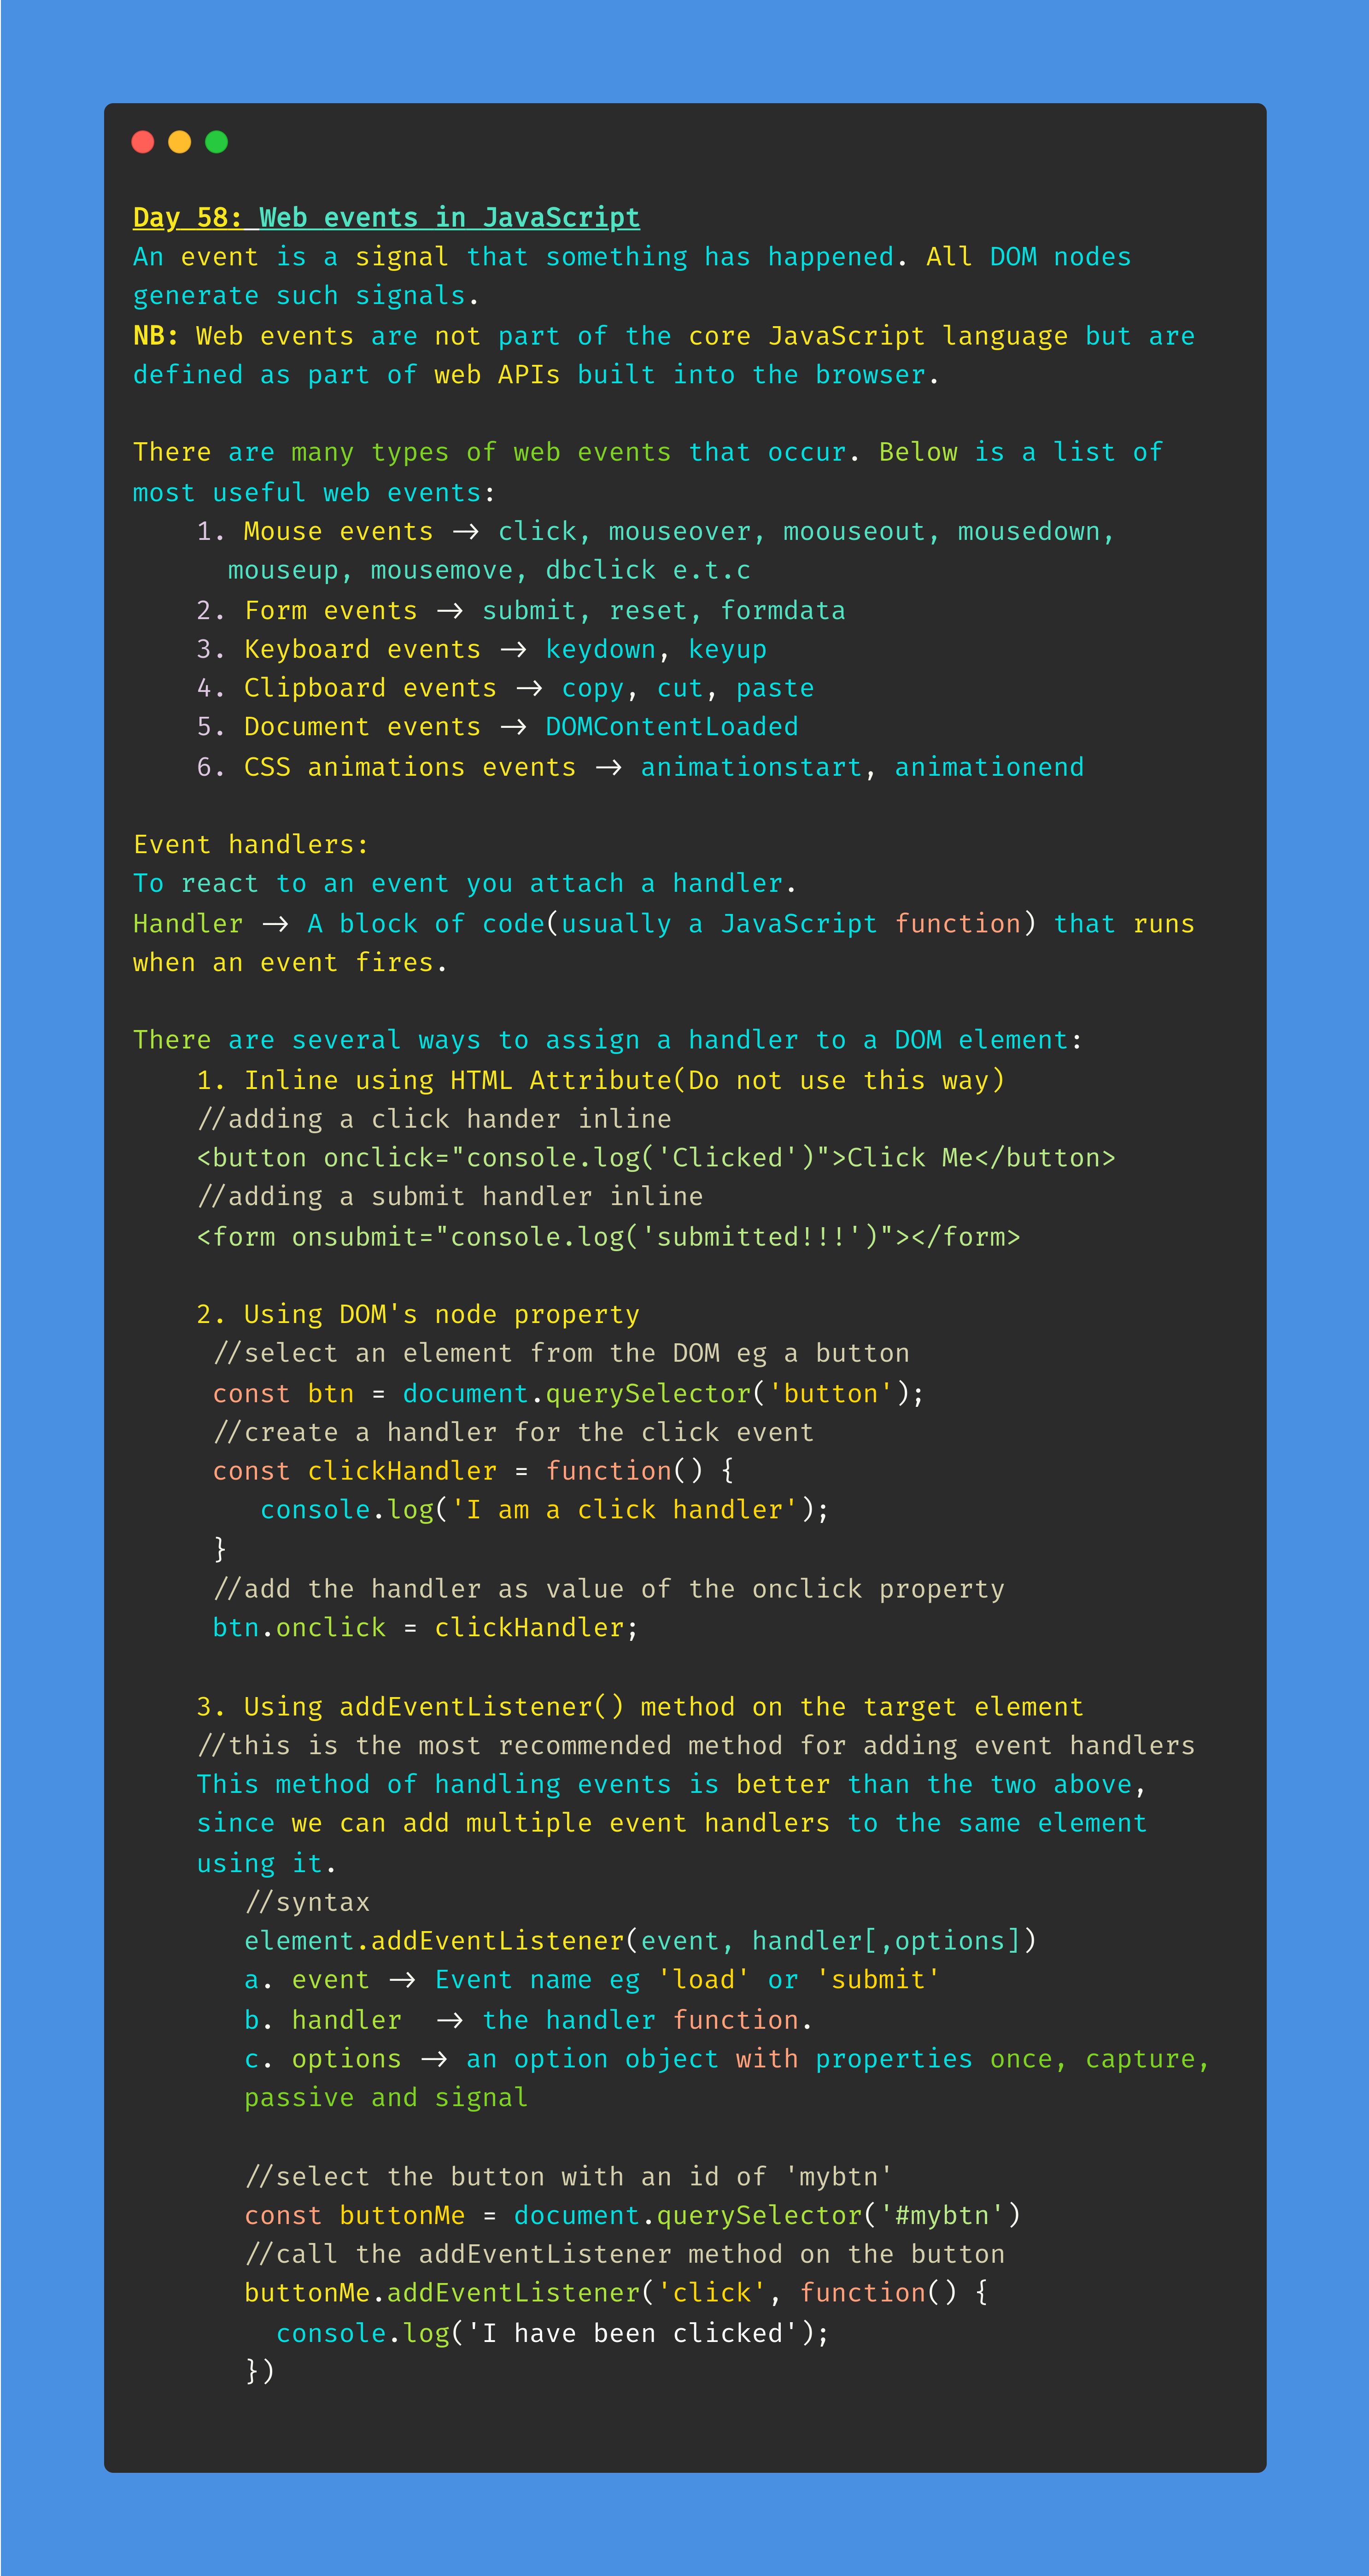 Day 58: Web events in JavaScript
An event is a signal that something has happened. All DOM nodes
generate such signals.
NB: Web events are not part of the core JavaScript language but are
defined as part of web APIs built into the browser.
There are many types of web events that occur. Below is a list of
most useful web events:
1. Mouse events -> click, mouseover, moouseout, mousedown,
mouseup, mousemove, dbclick e.t.c
2. Form events -> submit, reset, formdata
3. Keyboard events -> keydown, keyup
4. Clipboard events -> copy, cut, paste
5. Document events -> DOMContentLoaded
6. CSS animations events -> animationstart, animationend
Event handlers:
To react to an event you attach a handler.
Handler -> A block of code(usually a JavaScript function) that runs
when an event fires.
There are several ways to assign a handler to a DOM element:
1. Inline using HTML Attribute(Do not use this way)
//adding a click hander inline
<button onclick="console.log('Clicked')">Click Me</button>
//adding a submit handler inline
<form onsubmit="console.log('submitted!!!')"></form>
2. Using DOM's node property
//select an element from the DOM eg a button
const btn = document.querySelector('button');
//create a handler for the click event
const clickHandler = function() {
console.log('I am a click handler');
}
//add the handler as value of the onclick property
btn.onclick = clickHandler;
3. Using addEventListener() method on the target element
//this is the most recommended method for adding event handlers
This method of handling events is better than the two above,
since we can add multiple event handlers to the same element
using it.
//syntax
element.addEventListener(event, handler[,options])
a. event -> Event name eg 'load' or 'submit'
b. handler  -> the handler function.
c. options -> an option object with properties once, capture,
passive and signal
//select the button with an id of 'mybtn'
const buttonMe = document.querySelector('#mybtn')
//call the addEventListener method on the button
buttonMe.addEventListener('click', function() {
console.log('I have been clicked');
})